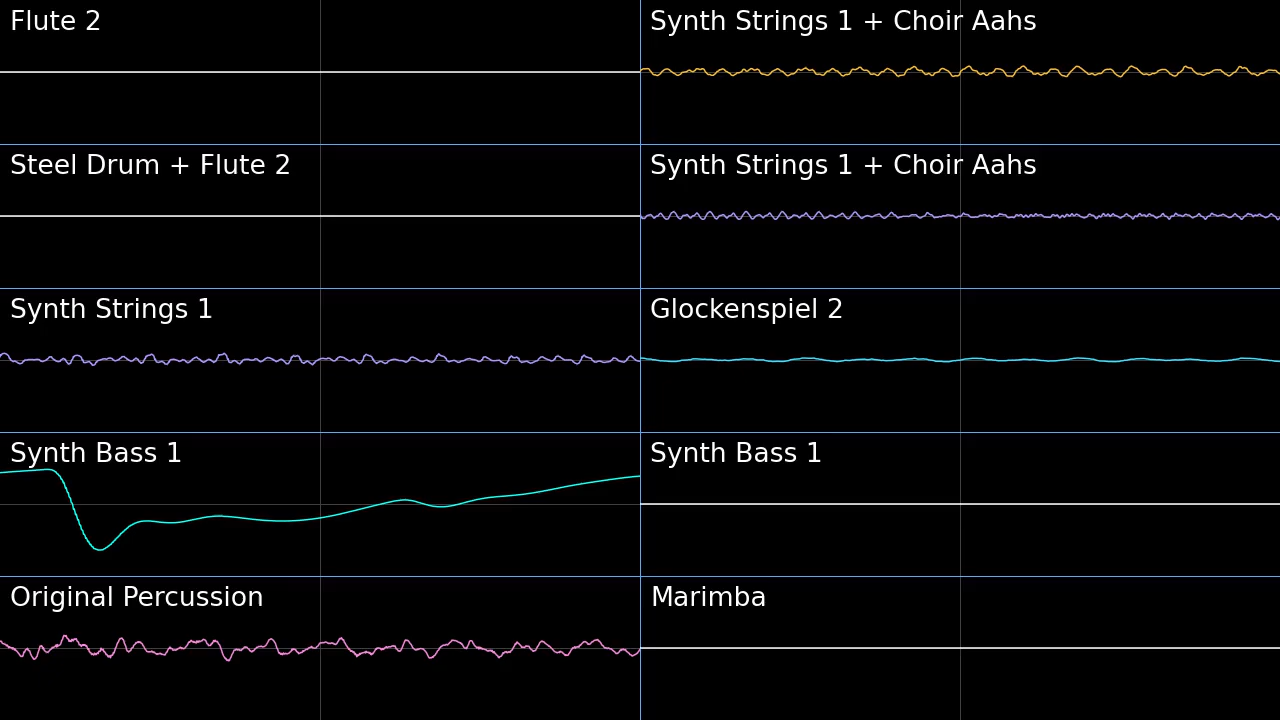 Flute 2
Synth Strings 1 + Choir Aahs
Steel Drum + Flute 2
Synth Strings 1 + Choir Aahs
Synth Strings 1
Glockenspiel 2
Synth Bass 1
Synth Bass 1
Original Percussion
Marimba